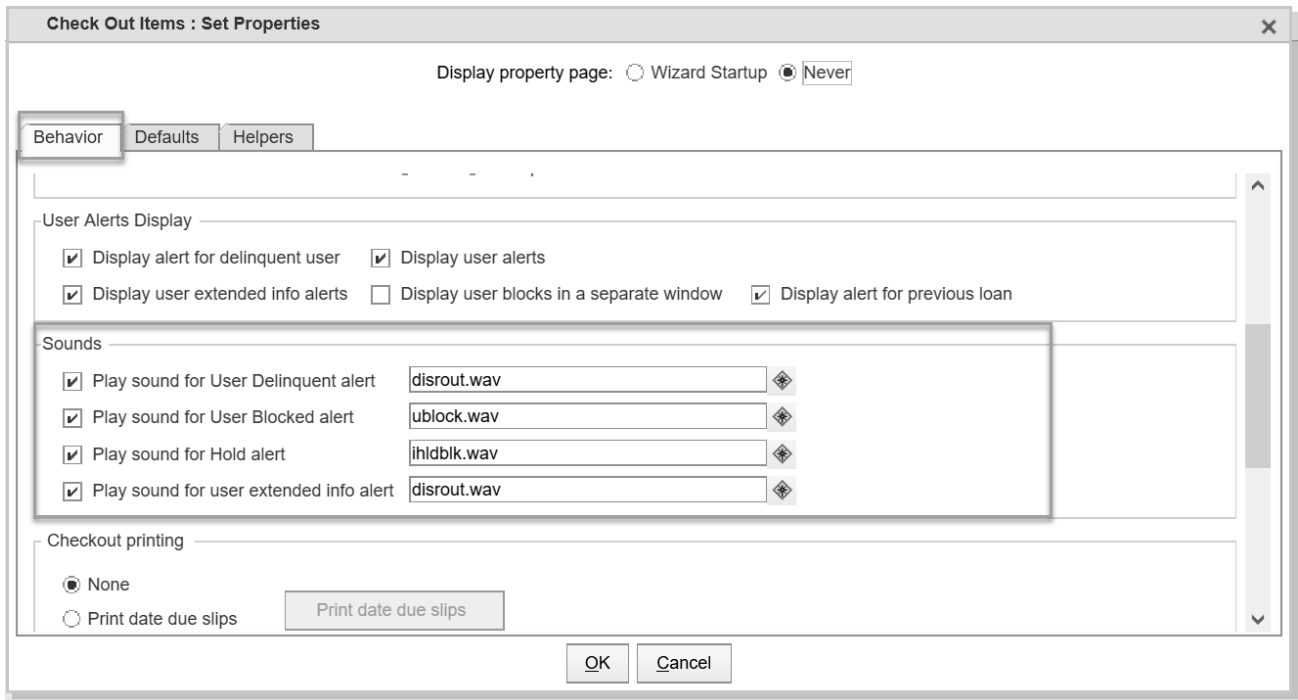 Check Out Items : Set Properties
Display property page: Wizard Startup Never
Behavior Defaults Helpers
User Alerts Display
Display alert for delinquent user Display user alerts
Display user extended info alerts Display user blocks in a separate window Display alert for previous loan
Sounds
Play sound for User Delinquent alert disrout.wav
Play sound for User Blocked alert ublock.wav
Play sound for Hold alert ihldblk.wav
Play sound for user extended info alert disrout.wav
Checkout printing
None
Print date due slips Print date due slips
OK Cancel